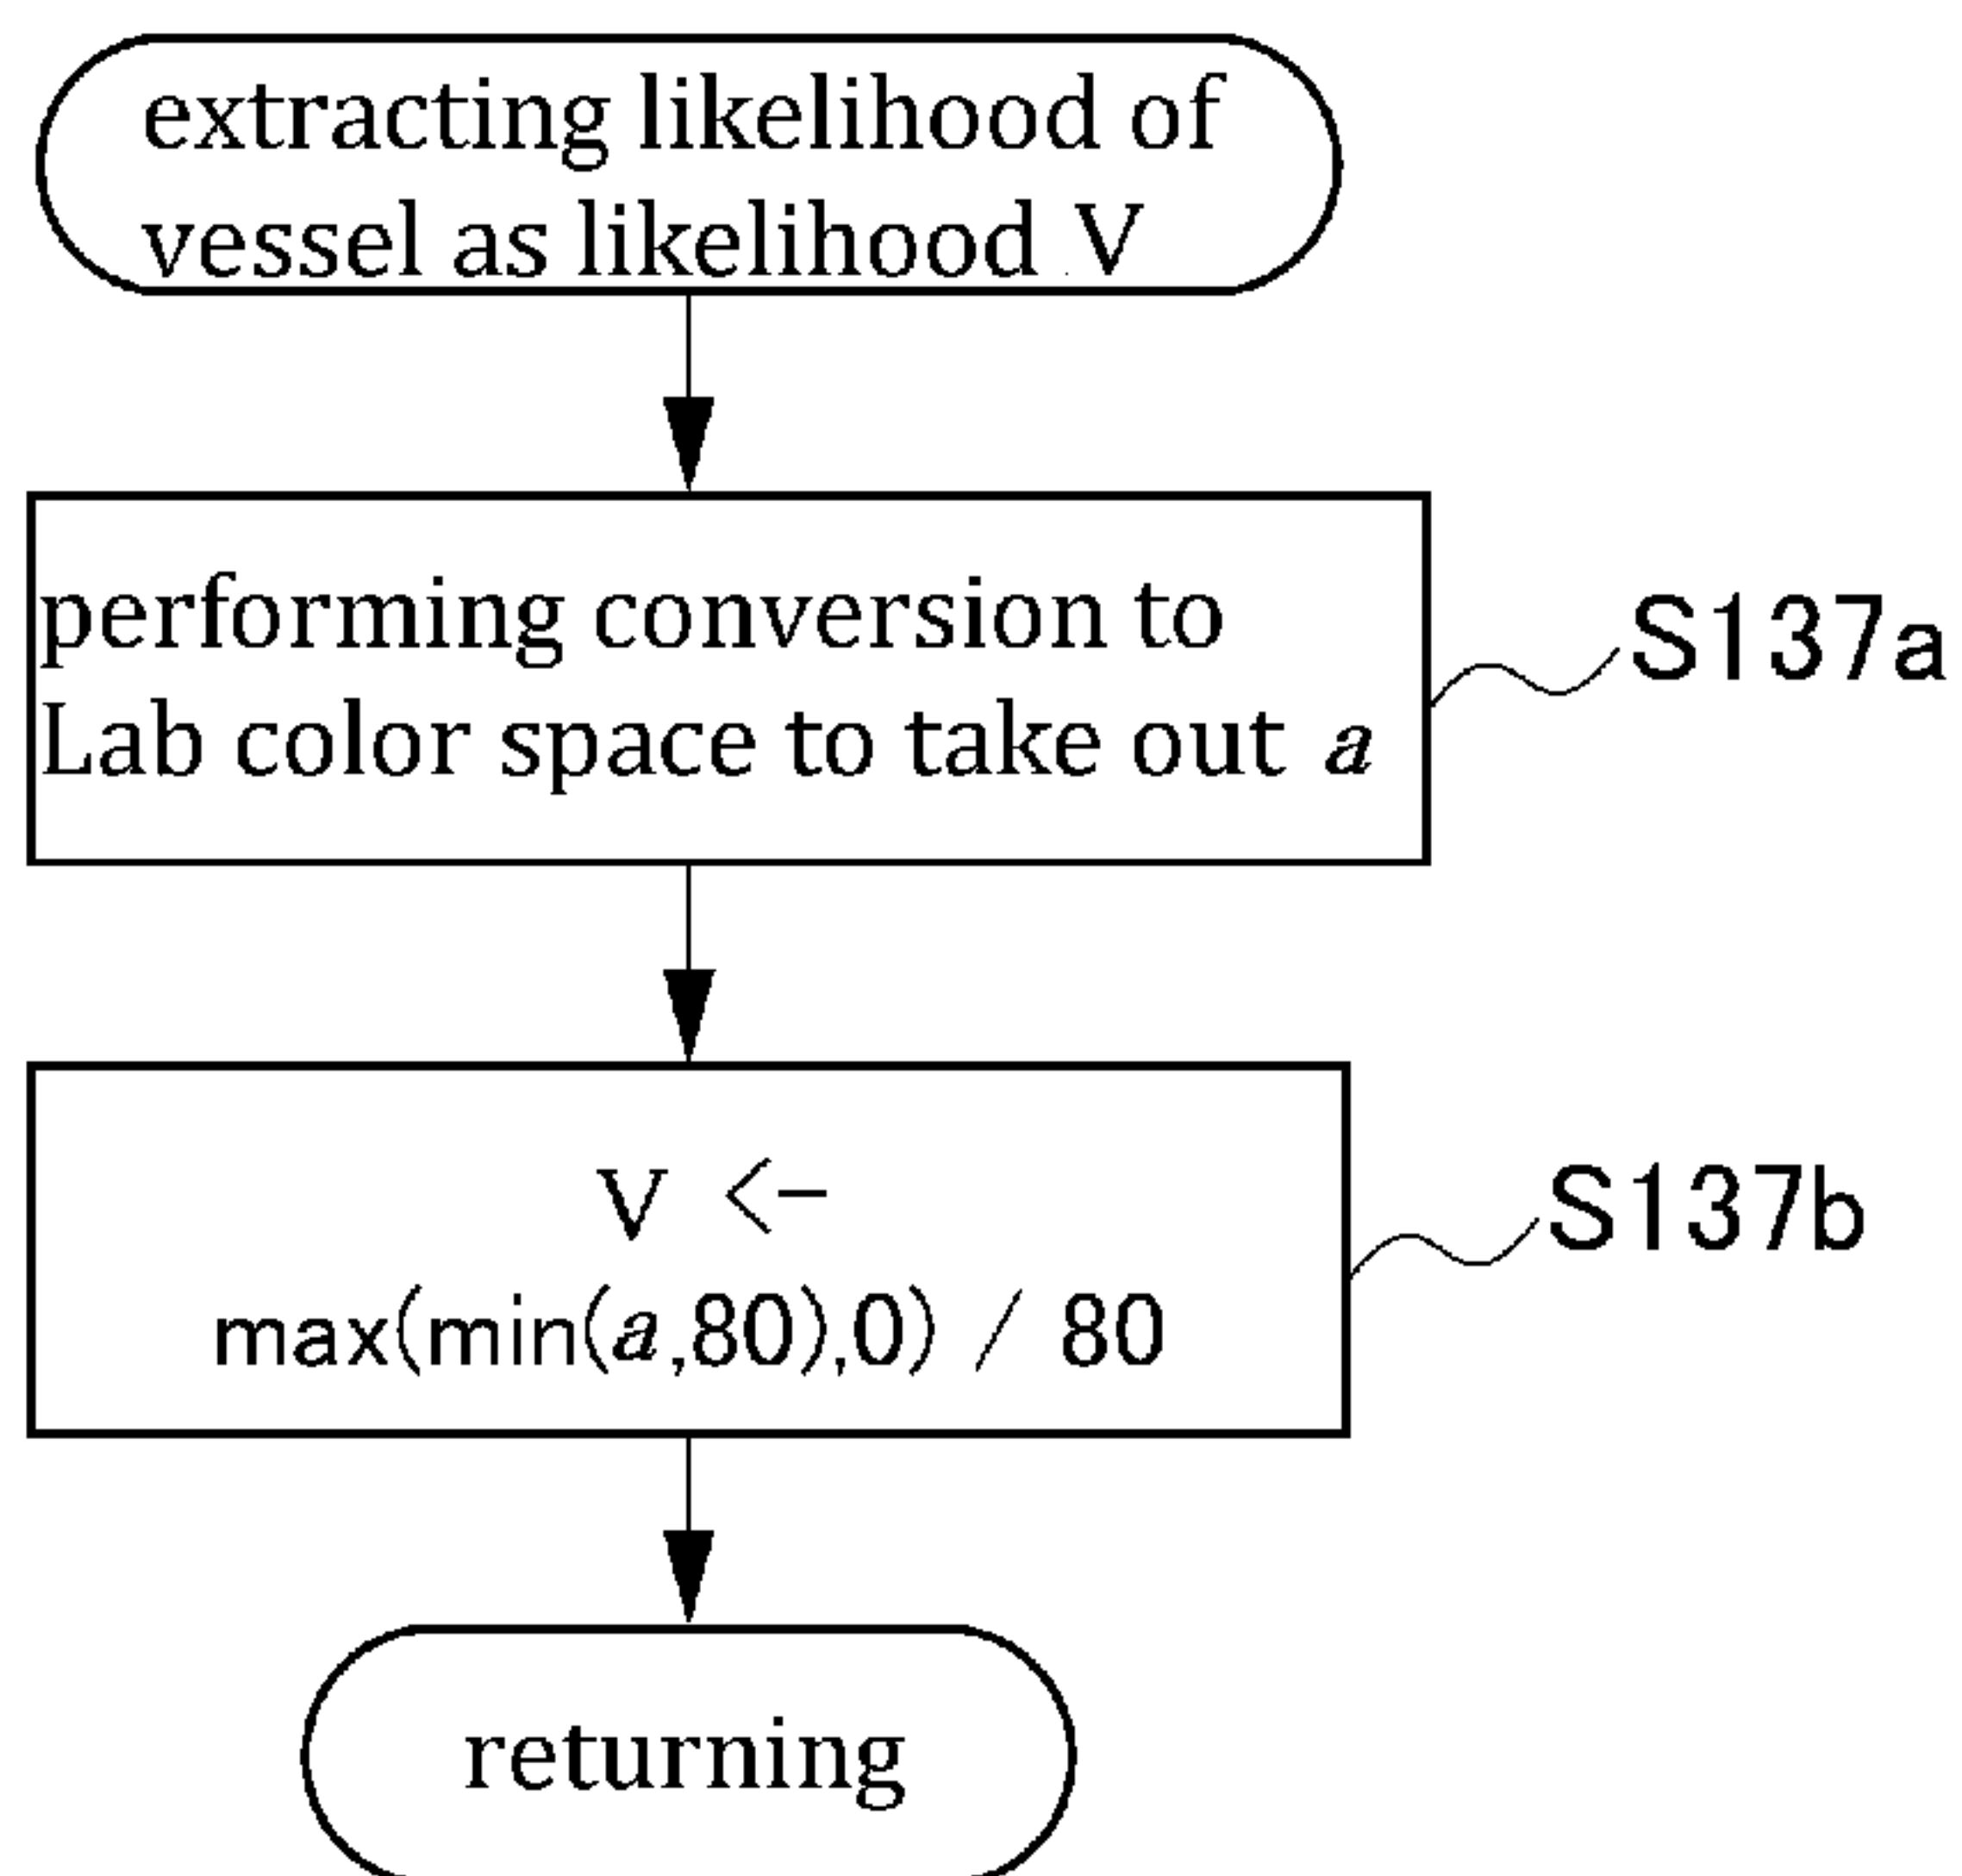 extracting likelihood of
vessel as likelihood V
performing conversion to
Lab color space to take out a
S137a
V <-
max(min(a,80),0) / 80
S137b
returning